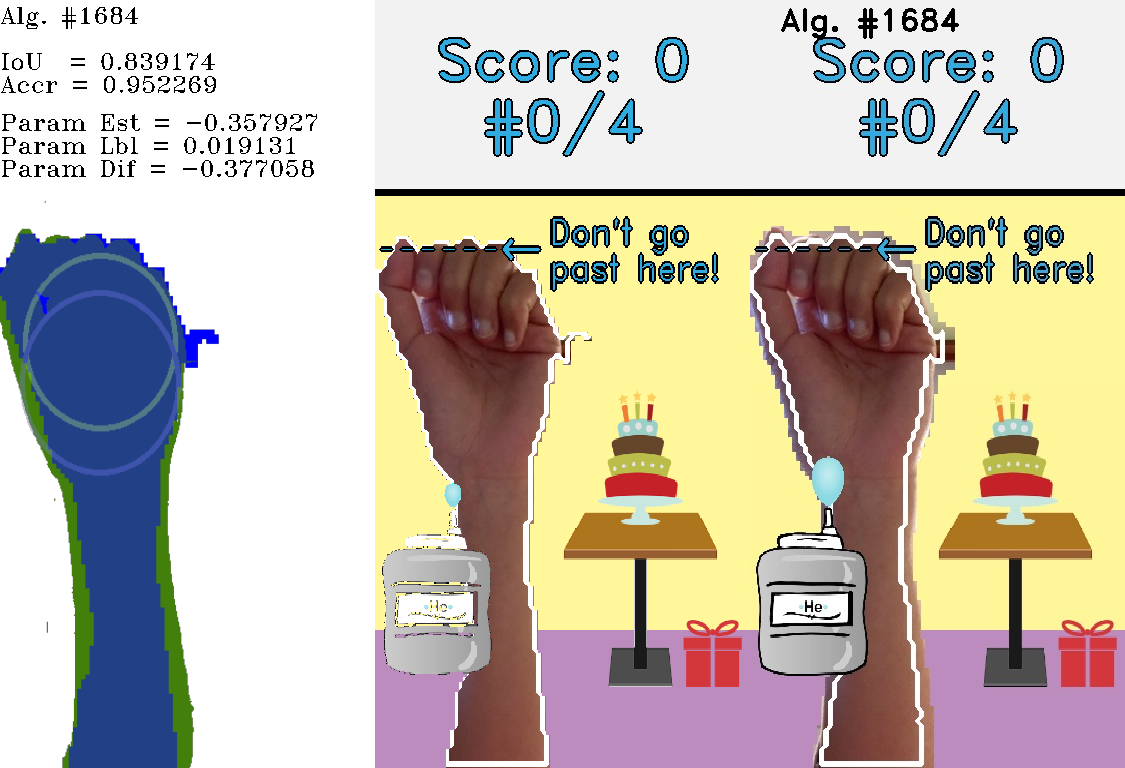 Alg. #1684
IoU = 0.839174
Accr = 0.952269
Param Est = −0.357927
Param Lbl = 0.019131
Param Dif = −0.377058
Score: 0
#0/4
Don't go
past here!
He
Alg. #1684
Score: 0
#0/4
Don't go
past here!
He